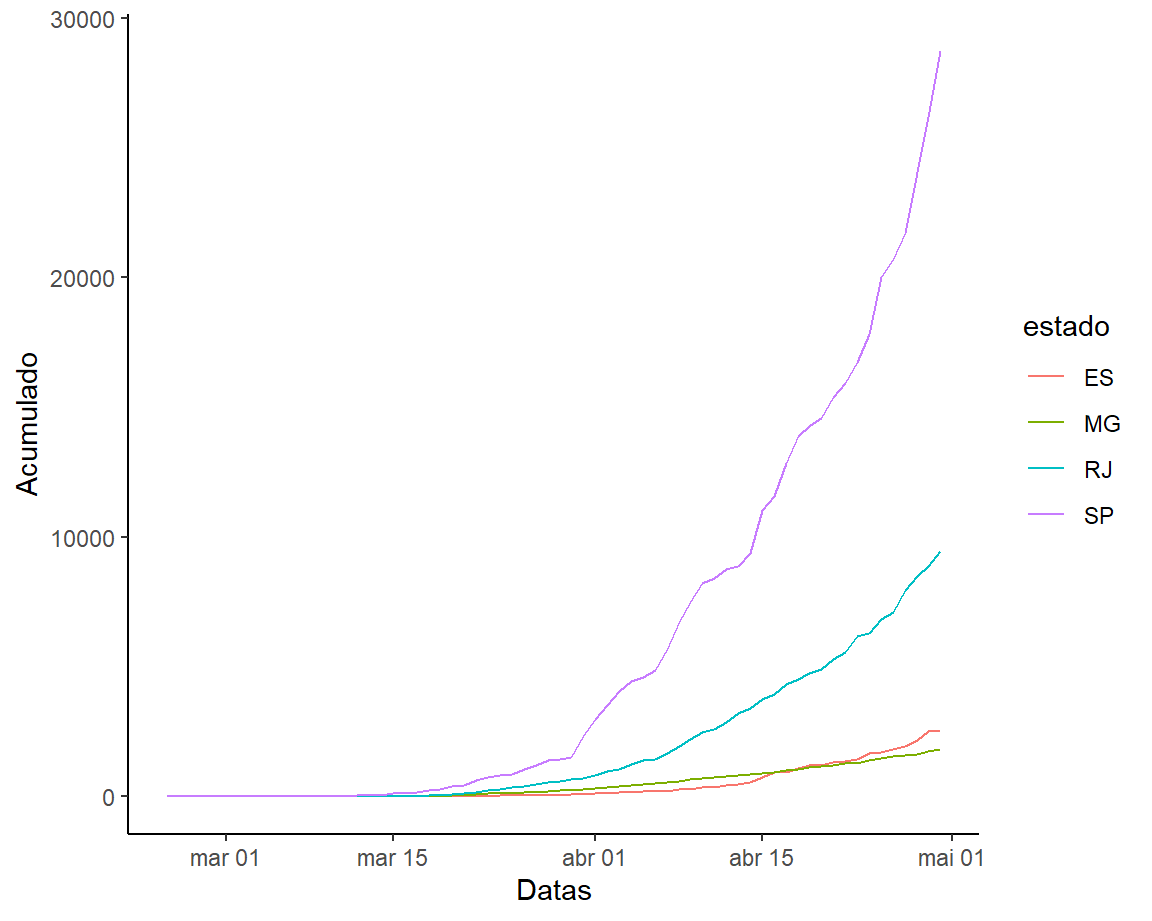 30000
20000
10000
0
Acumulado
mar 01
mar 15
abr 01
abr 15
mai 01
Datas
estado
ES
MG
RJ
SP